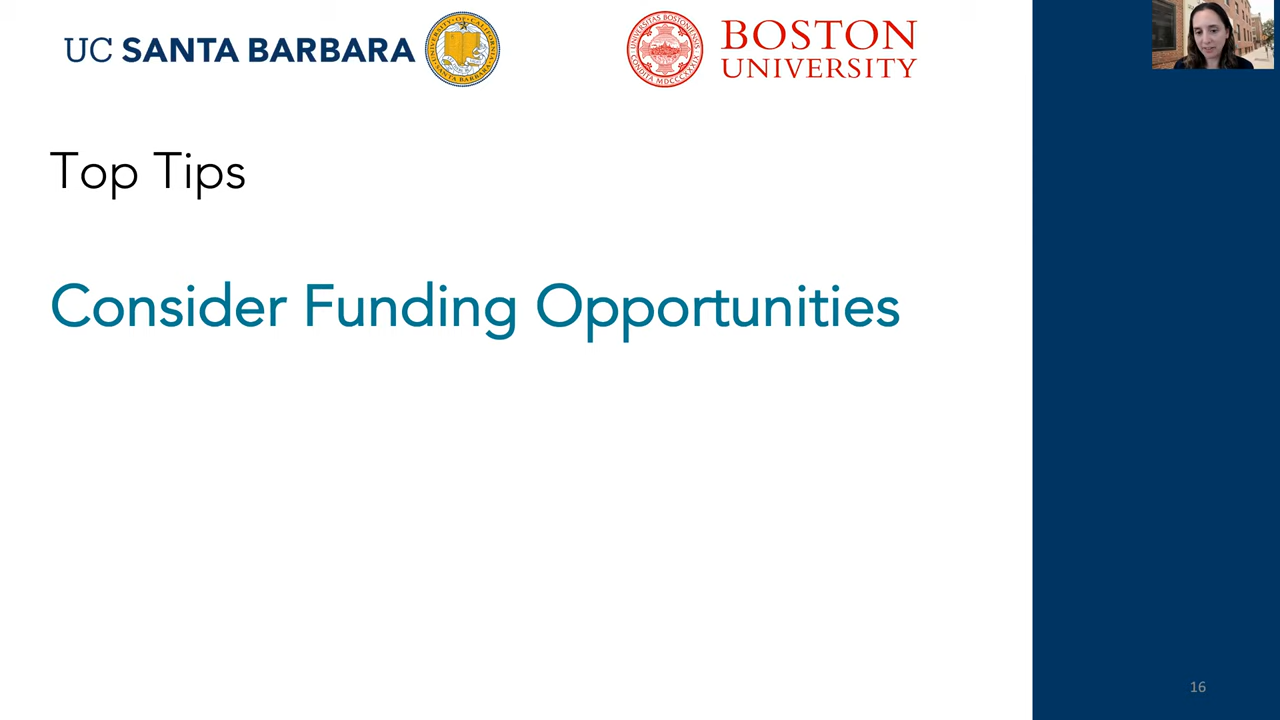 UC SANTA BARBARA
BOSTON
UNIVERSITY
Top Tips
Consider Funding Opportunities
16